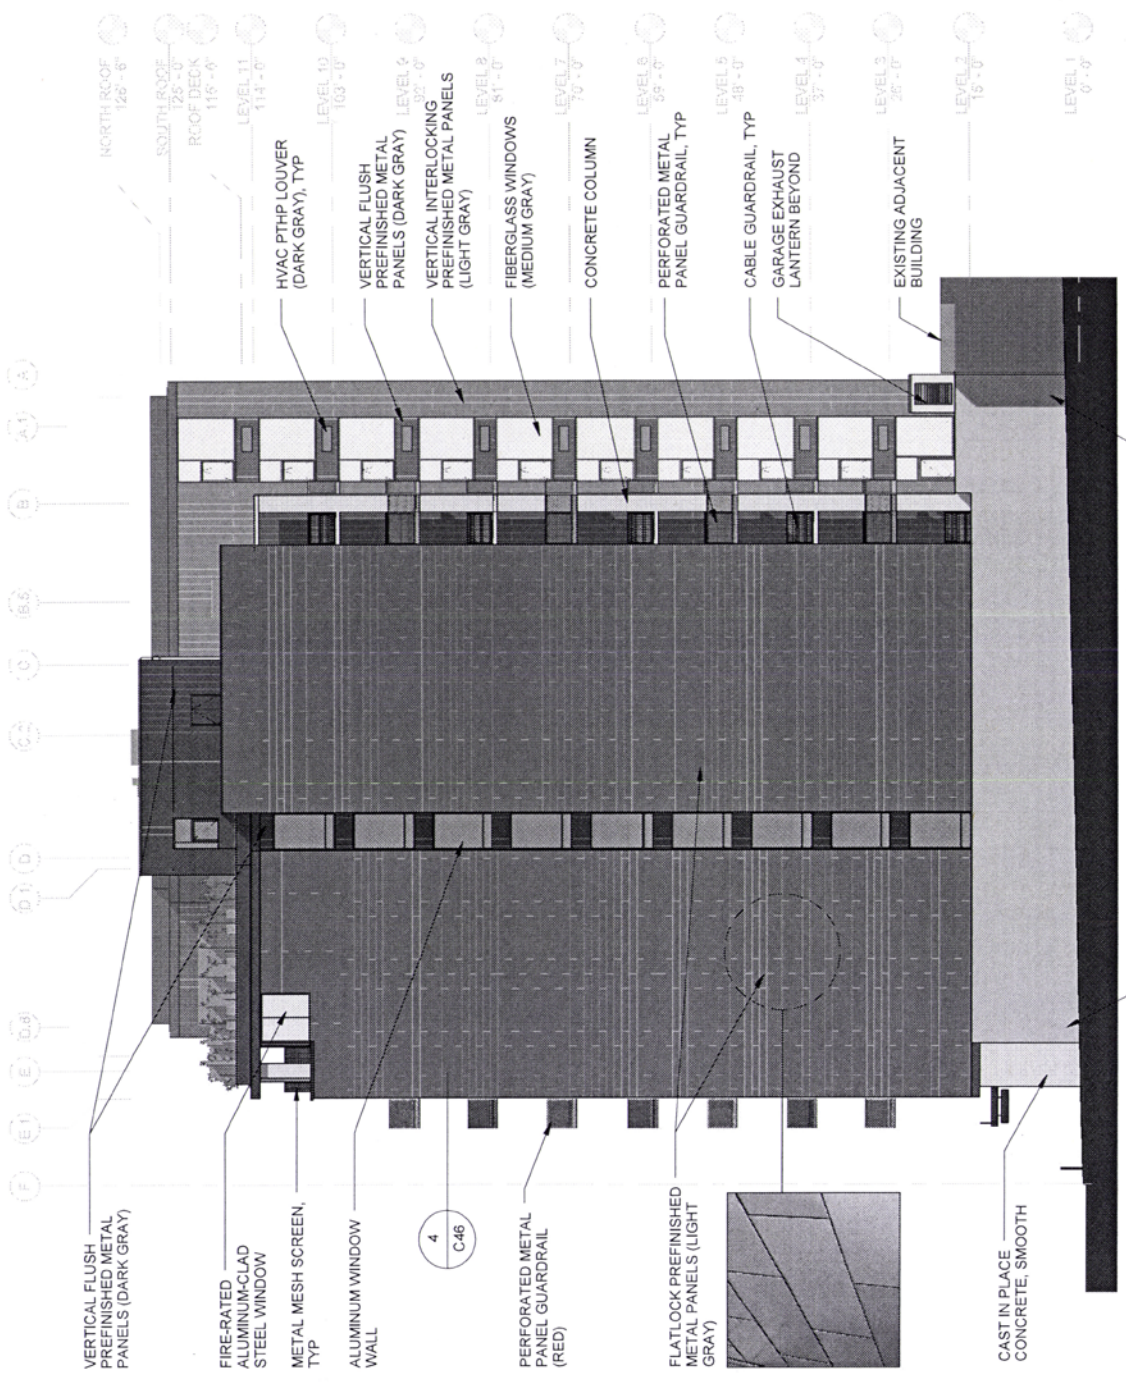 NORTH ROOF
126' - 6"
SOUTH ROOF
125' - 0"
ROOF DECK
116' - 6"
LEVEL 11
114' - 0"
LEVEL 10
103' - 0"
LEVEL 9
92' - 0"
LEVEL 8
81' - 0"
LEVEL 7
70' - 0"
LEVEL 6
59' - 0"
LEVEL 5
48' - 0"
LEVEL 4
37' - 0"
LEVEL 3
26' - 0"
LEVEL 2
15' - 0"
LEVEL 1
0' - 0"
HVAC PTHP LOUVER
(DARK GRAY), TYP
VERTICAL FLUSH
PREFINISHED METAL
PANELS (DARK GRAY)
VERTICAL INTERLOCKING
PREFINISHED METAL PANELS
(LIGHT GRAY)
FIBERGLASS WINDOWS
(MEDIUM GRAY)
CONCRETE COLUMN
PERFORATED METAL
PANEL GUARDRAIL, TYP
CABLE GUARDRAIL, TYP
GARAGE EXHAUST
LANTERN BEYOND
EXISTING ADJACENT
BUILDING
A
A.1
B
B.5
C
D
D.1
D.8
E
E.1
F
VERTICAL FLUSH
PREFINISHED METAL
PANELS (DARK GRAY)
FIRE-RATED
ALUMINUM-CLAD
STEEL WINDOW
METAL MESH SCREEN,
TYP
ALUMINUM WINDOW
WALL
4
C46
PERFORATED METAL
PANEL GUARDRAIL
(RED)
FLATLOCK PREFINISHED
METAL PANELS (LIGHT
GRAY)
CAST IN PLACE
CONCRETE, SMOOTH